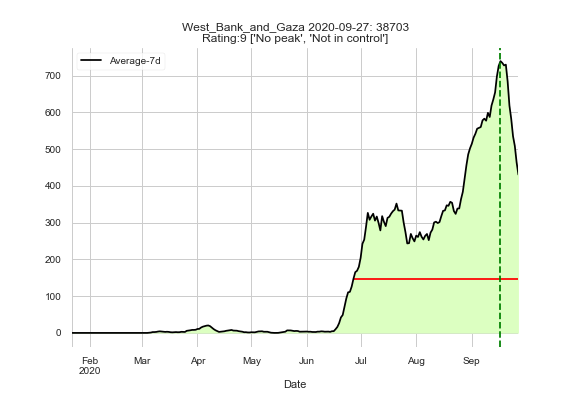 West_Bank_and_Gaza 2020-09-27: 38703
Rating:9 ['No peak', 'Not in control']
Average-7d
700
600
500
400
300
200
100
0
Feb Mar Apr May Jun Jul Aug Sep
2020
Date